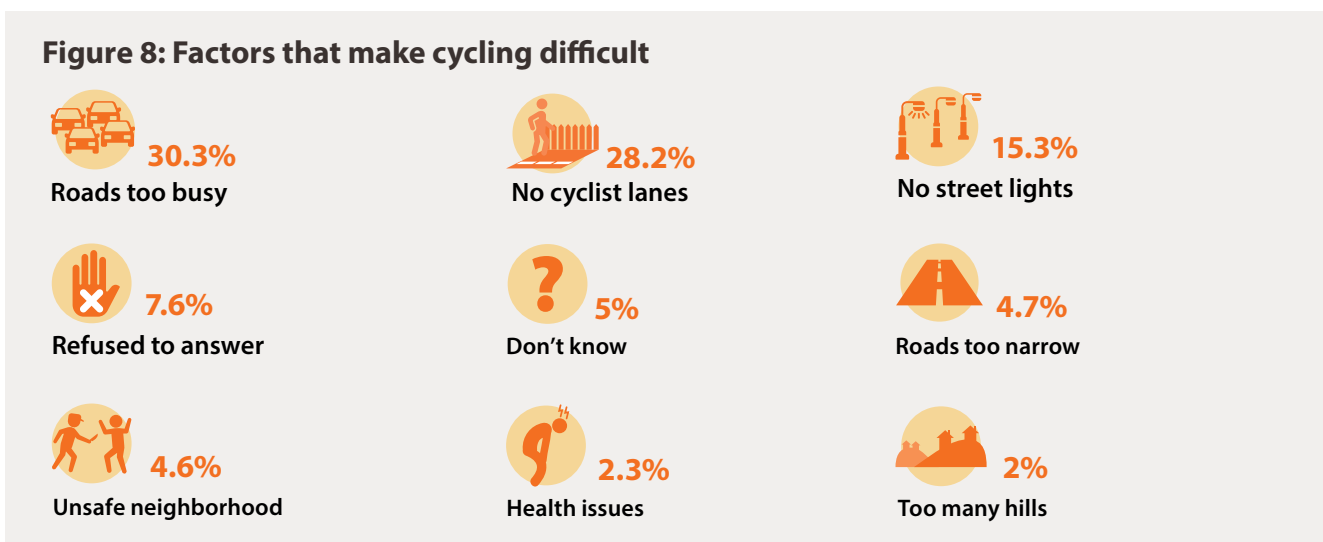 Figure 8: Factors that make cycling difficult
30.3%
Roads too busy
28.2%
No cyclist lanes
15.3%
No street lights
7.6%
Refused to answer
5%
Don’t know
4.7%
Roads too narrow
4.6%
Unsafe neighborhood
2.3%
Health issues
2%
Too many hills